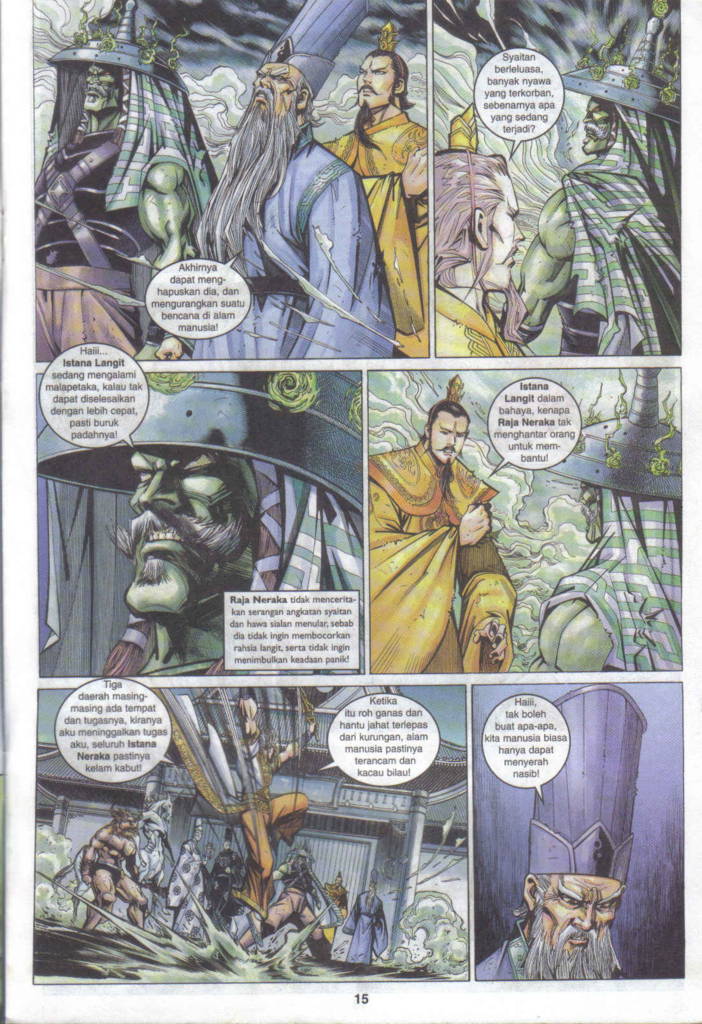 Akhirnya
dapat meng-
hapuskan dia, dan
mengurangkan suatu
bencana di alam
manusia!
Syaitan
berleluasa,
banyak nyawa
yang terkorban,
sebenarnya apa
yang sedang
terjadi?
Haiii...
Istana Langit
sedang mengalami
malapetaka, kalau tak
dapat diselesaikan
dengan lebih cepat,
pasti buruk
padahnya!
Raja Neraka tidak mencerita-
kan serangan angkatan syaitan
dan hawa sialan menular, sebab
dia tidak ingin membocorkan
rahsia langit, serta tidak ingin
menimbulkan keadaan panik!
Istana
Langit dalam
bahaya, kenapa
Raja Neraka tak
menghantar orang
untuk mem-
bantu!
Tiga
daerah masing-
masing ada tempat
dan tugasnya, kiranya
aku meninggalkan tugas
aku, seluruh Istana
Neraka pastinya
kelam kabut!
Ketika
itu roh ganas dan
hantu jahat terlepas
dari kurungan, alam
manusia pastinya
terancam dan
kacau bilau!
Haiii,
tak boleh
buat apa-apa,
kita manusia biasa
hanya dapat
menyerah
nasib!
15